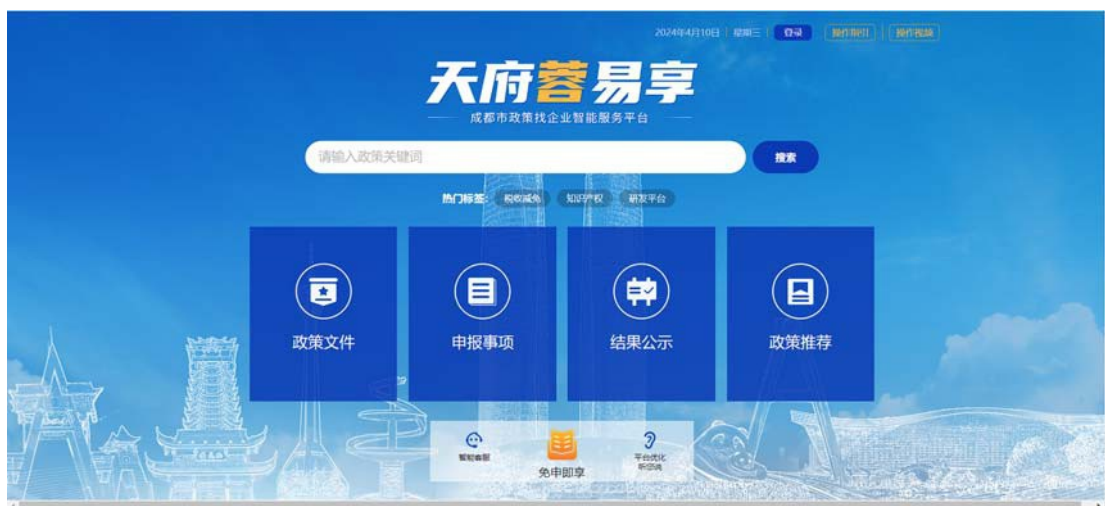 2024年4月10日 | 星期三 | 登录 | 操作指引 | 操作视频
天府蓉易享
成都市政策找企业智能服务平台
请输入政策关键词 搜索
热门标签: 税收减免 知识产权 研发平台
政策文件 申报事项 结果公示 政策推荐
智能客服 免申即享 平台优化
听您说